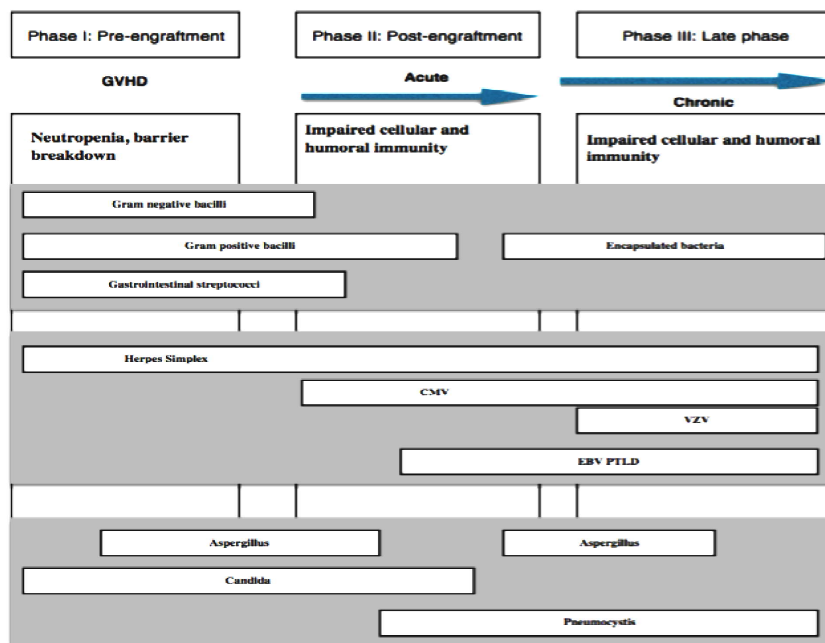 Phase I: Pre-engraftment
Phase II: Post-engraftment
Phase III: Late phase
GVHD
Acute
Chronic
Neutropenia, barrier
breakdown
Impaired cellular and
humoral immunity
Impaired cellular and humoral
immunity
Gram negative bacilli
Gram positive bacilli
Encapsulated bacteria
Gastrointestinal streptococci
Herpes Simplex
CMV
VZV
EBV PTLD
Aspergillus
Aspergillus
Candida
Pneumocystis